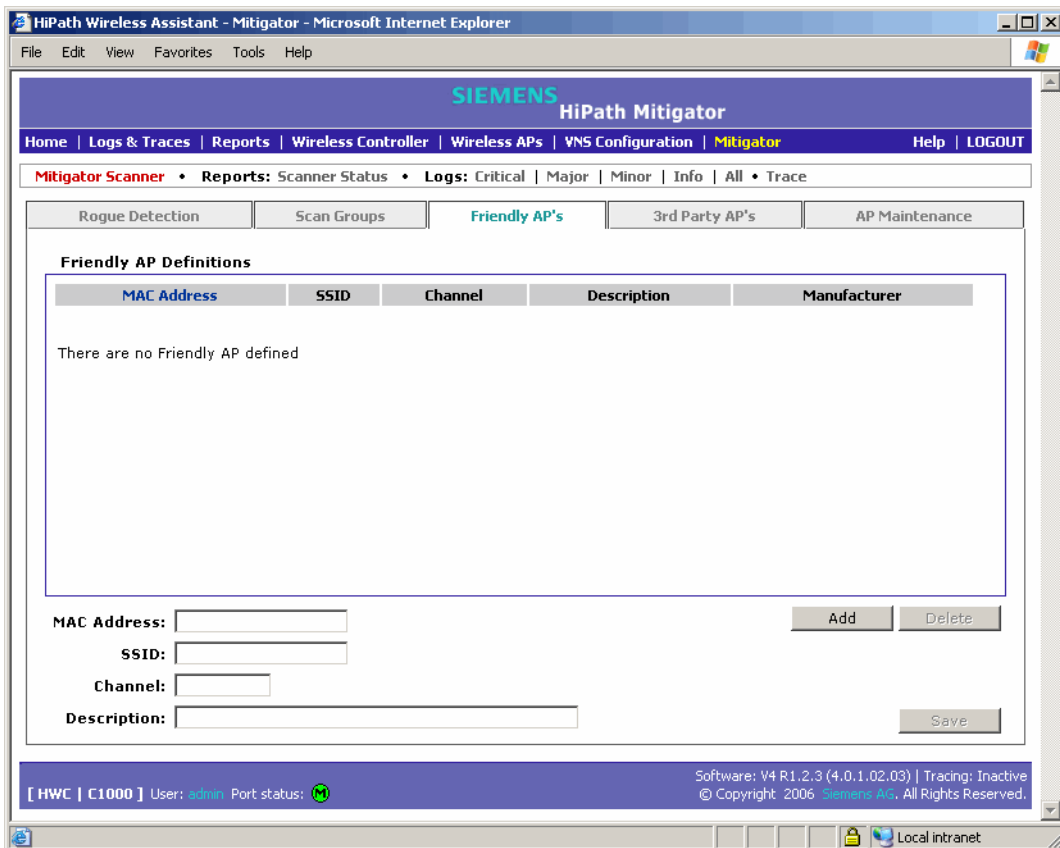 HiPath Wireless Assistant - Mitigator - Microsoft Internet Explorer
File Edit View Favorites Tools Help
SIEMENS
HiPath Mitigator
Home | Logs & Traces | Reports | Wireless Controller | Wireless APs | VNS Configuration | Mitigator Help | LOGOUT
Mitigator Scanner • Reports: Scanner Status • Logs: Critical | Major | Minor | Info | All • Trace
Rogue Detection Scan Groups Friendly AP's 3rd Party AP's AP Maintenance
Friendly AP Definitions
MAC Address SSID Channel Description Manufacturer
There are no Friendly AP defined
MAC Address: Add Delete
SSID:
Channel:
Description: Save
Software: V4 R1.2.3 (4.0.1.02.03) | Tracing: Inactive
[ HWC | C1000 ] User: admin Port status: M © Copyright 2006 Siemens AG. All Rights Reserved.
Local intranet